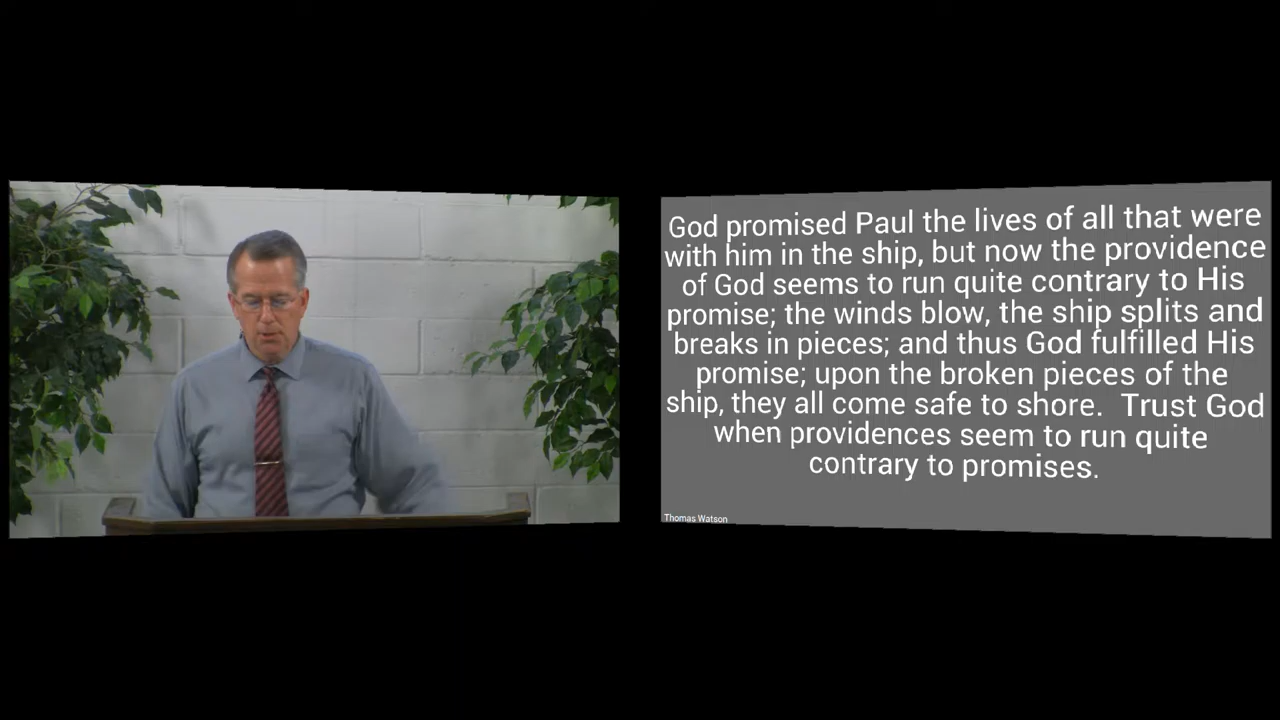 God promised Paul the lives of all that were
with him in the ship, but now the providence
of God seems to run quite contrary to His
promise; the winds blow, the ship splits and
breaks in pieces; and thus God fulfilled His
promise; upon the broken pieces of the
ship, they all come safe to shore.  Trust God
when providences seem to run quite
contrary to promises.
Thomas Watson